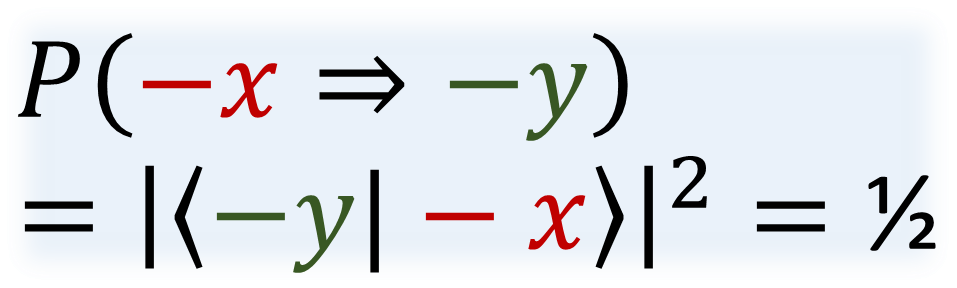 P(−x ⇒ −y)
= |⟨−y| − x⟩|² = ½